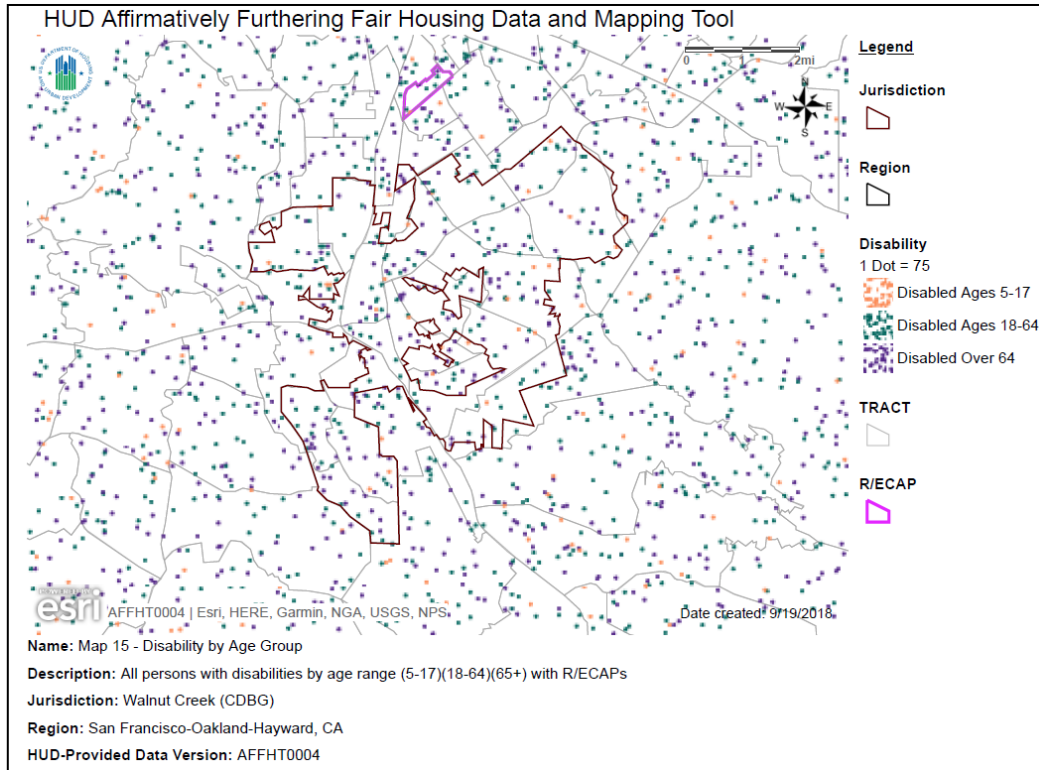 HUD Affirmatively Furthering Fair Housing Data and Mapping Tool
0 2mi
N
W E
S
Legend
Jurisdiction
Region
Disability
1 Dot = 75
Disabled Ages 5-17
Disabled Ages 18-64
Disabled Over 64
TRACT
R/ECAP
esri
AFFHT0004 | Esri, HERE, Garmin, NGA, USGS, NPS
Date created: 9/19/2018
Name: Map 15 - Disability by Age Group
Description: All persons with disabilities by age range (5-17)(18-64)(65+) with R/ECAPs
Jurisdiction: Walnut Creek (CDBG)
Region: San Francisco-Oakland-Hayward, CA
HUD-Provided Data Version: AFFHT0004